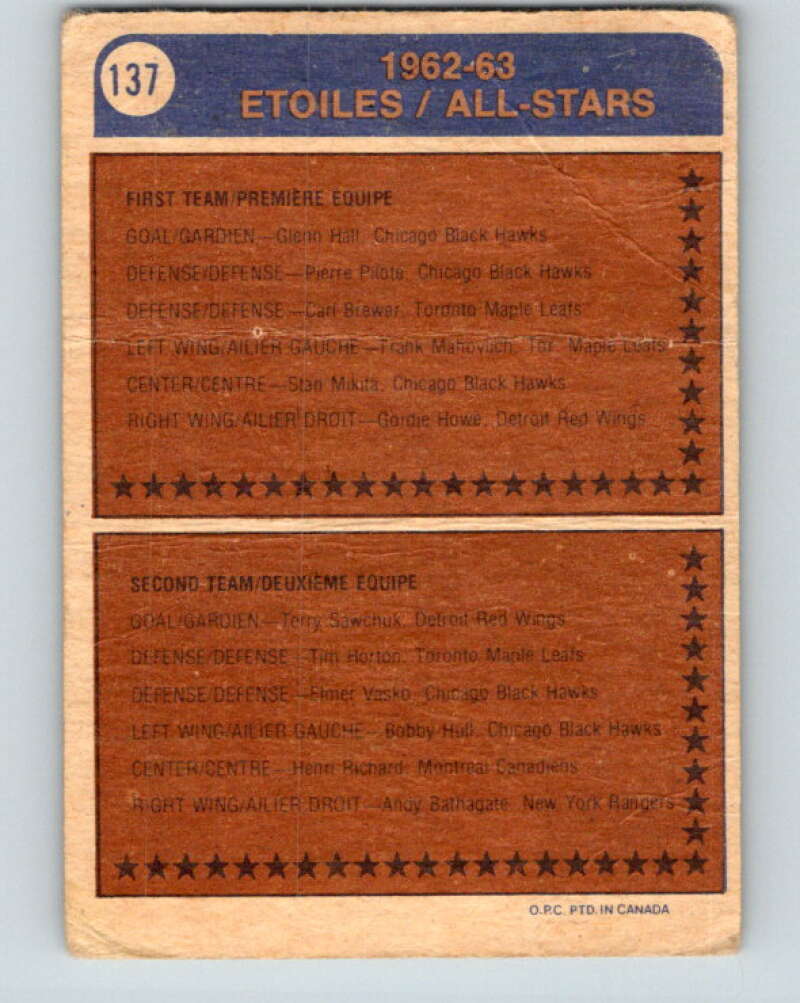 137
1962-63
ETOILES / ALL-STARS
FIRST TEAM/PREMIÈRE EQUIPE
GOAL/GARDIEN—Glenn Hall, Chicago Black Hawks
DEFENSE/DEFENSE—Pierre Pilote, Chicago Black Hawks
DEFENSE/DEFENSE—Carl Brewer, Toronto Maple Leafs
LEFT WING/AILIER GAUCHE—Frank Mahovlich, Tor. Maple Leafs
CENTER/CENTRE—Stan Mikita, Chicago Black Hawks
RIGHT WING/AILIER DROIT—Gordie Howe, Detroit Red Wings
SECOND TEAM/DEUXIÈME EQUIPE
GOAL/GARDIEN—Terry Sawchuk, Detroit Red Wings
DEFENSE/DEFENSE—Tim Horton, Toronto Maple Leafs
DEFENSE/DEFENSE—Elmer Vasko, Chicago Black Hawks
LEFT WING/AILIER GAUCHE—Bobby Hull, Chicago Black Hawks
CENTER/CENTRE—Henri Richard, Montreal Canadiens
RIGHT WING/AILIER DROIT—Andy Bathagate, New York Rangers
O.P.C. PTD. IN CANADA